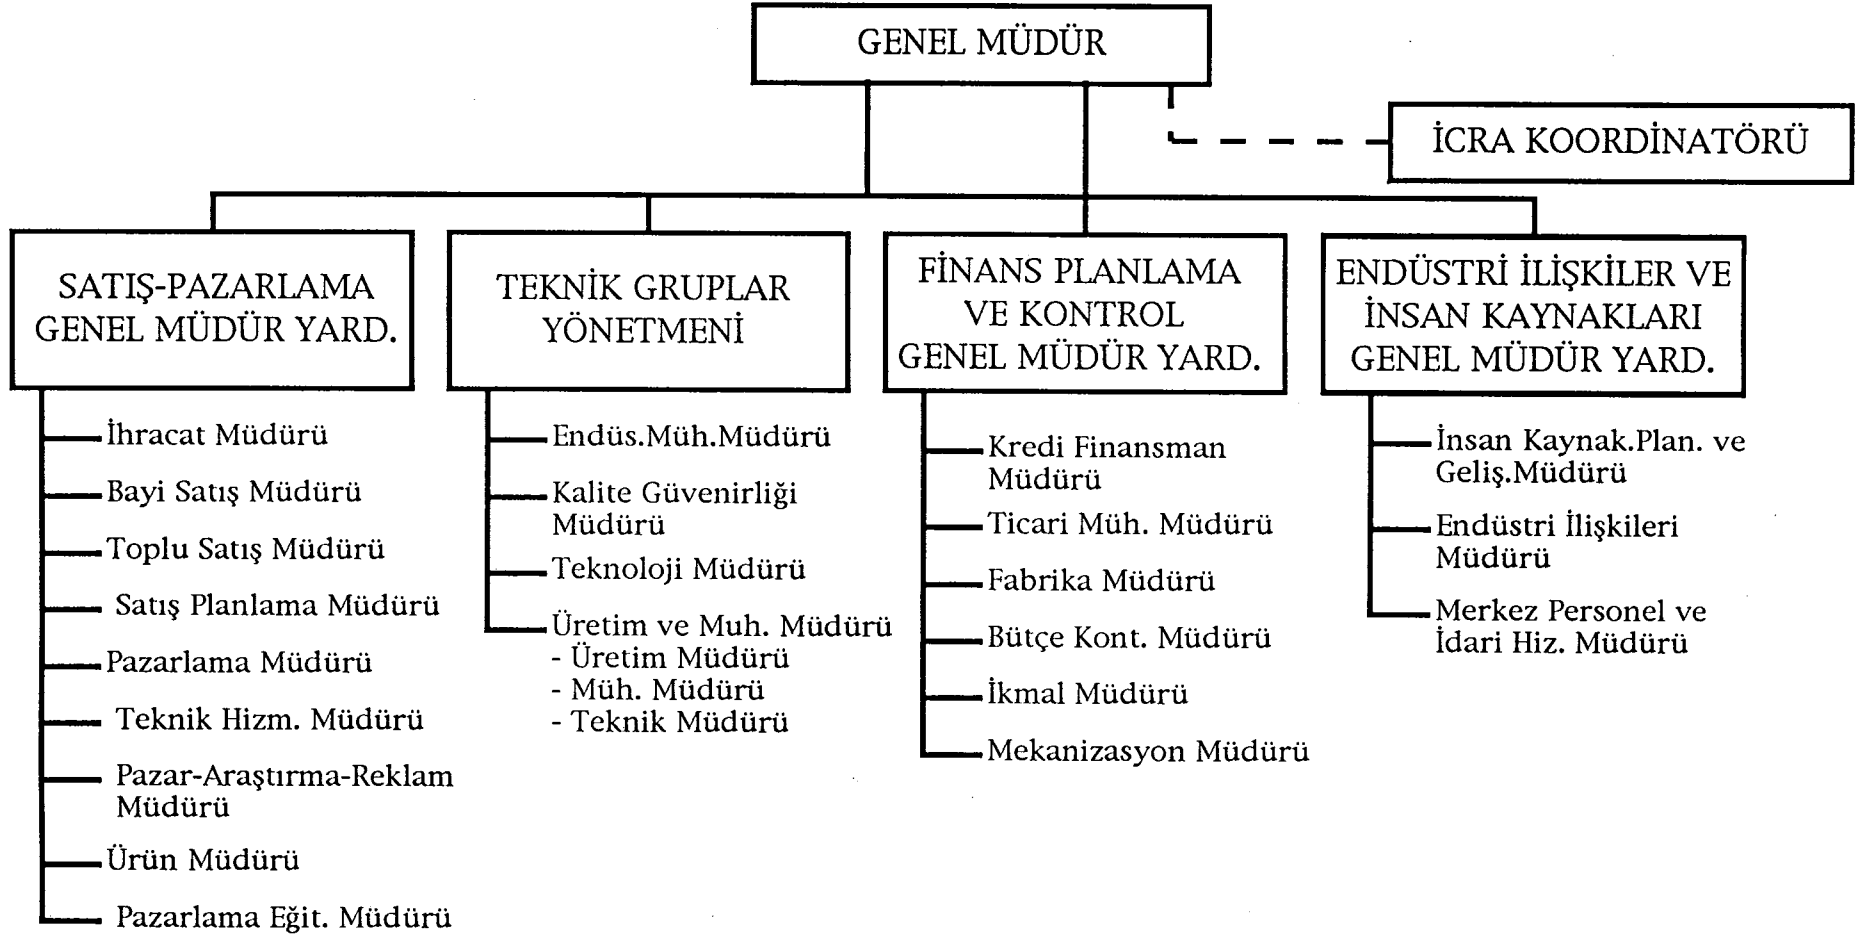 GENEL MÜDÜR
İCRA KOORDİNATÖRÜ
SATIŞ-PAZARLAMA
GENEL MÜDÜR YARD.
İhracat Müdürü
Bayi Satış Müdürü
Toplu Satış Müdürü
Satış Planlama Müdürü
Pazarlama Müdürü
Teknik Hizm. Müdürü
Pazar-Araştırma-Reklam
Müdürü
Ürün Müdürü
Pazarlama Eğit. Müdürü
TEKNİK GRUPLAR
YÖNETMENİ
Endüs.Müh.Müdürü
Kalite Güvenirliği
Müdürü
Teknoloji Müdürü
Üretim ve Muh. Müdürü
- Üretim Müdürü
- Müh. Müdürü
- Teknik Müdürü
FİNANS PLANLAMA
VE KONTROL
GENEL MÜDÜR YARD.
Kredi Finansman
Müdürü
Ticari Müh. Müdürü
Fabrika Müdürü
Bütçe Kont. Müdürü
İkmal Müdürü
Mekanizasyon Müdürü
ENDÜSTRİ İLİŞKİLER VE
İNSAN KAYNAKLARI
GENEL MÜDÜR YARD.
İnsan Kaynak.Plan. ve
Geliş.Müdürü
Endüstri İlişkileri
Müdürü
Merkez Personel ve
İdari Hiz. Müdürü